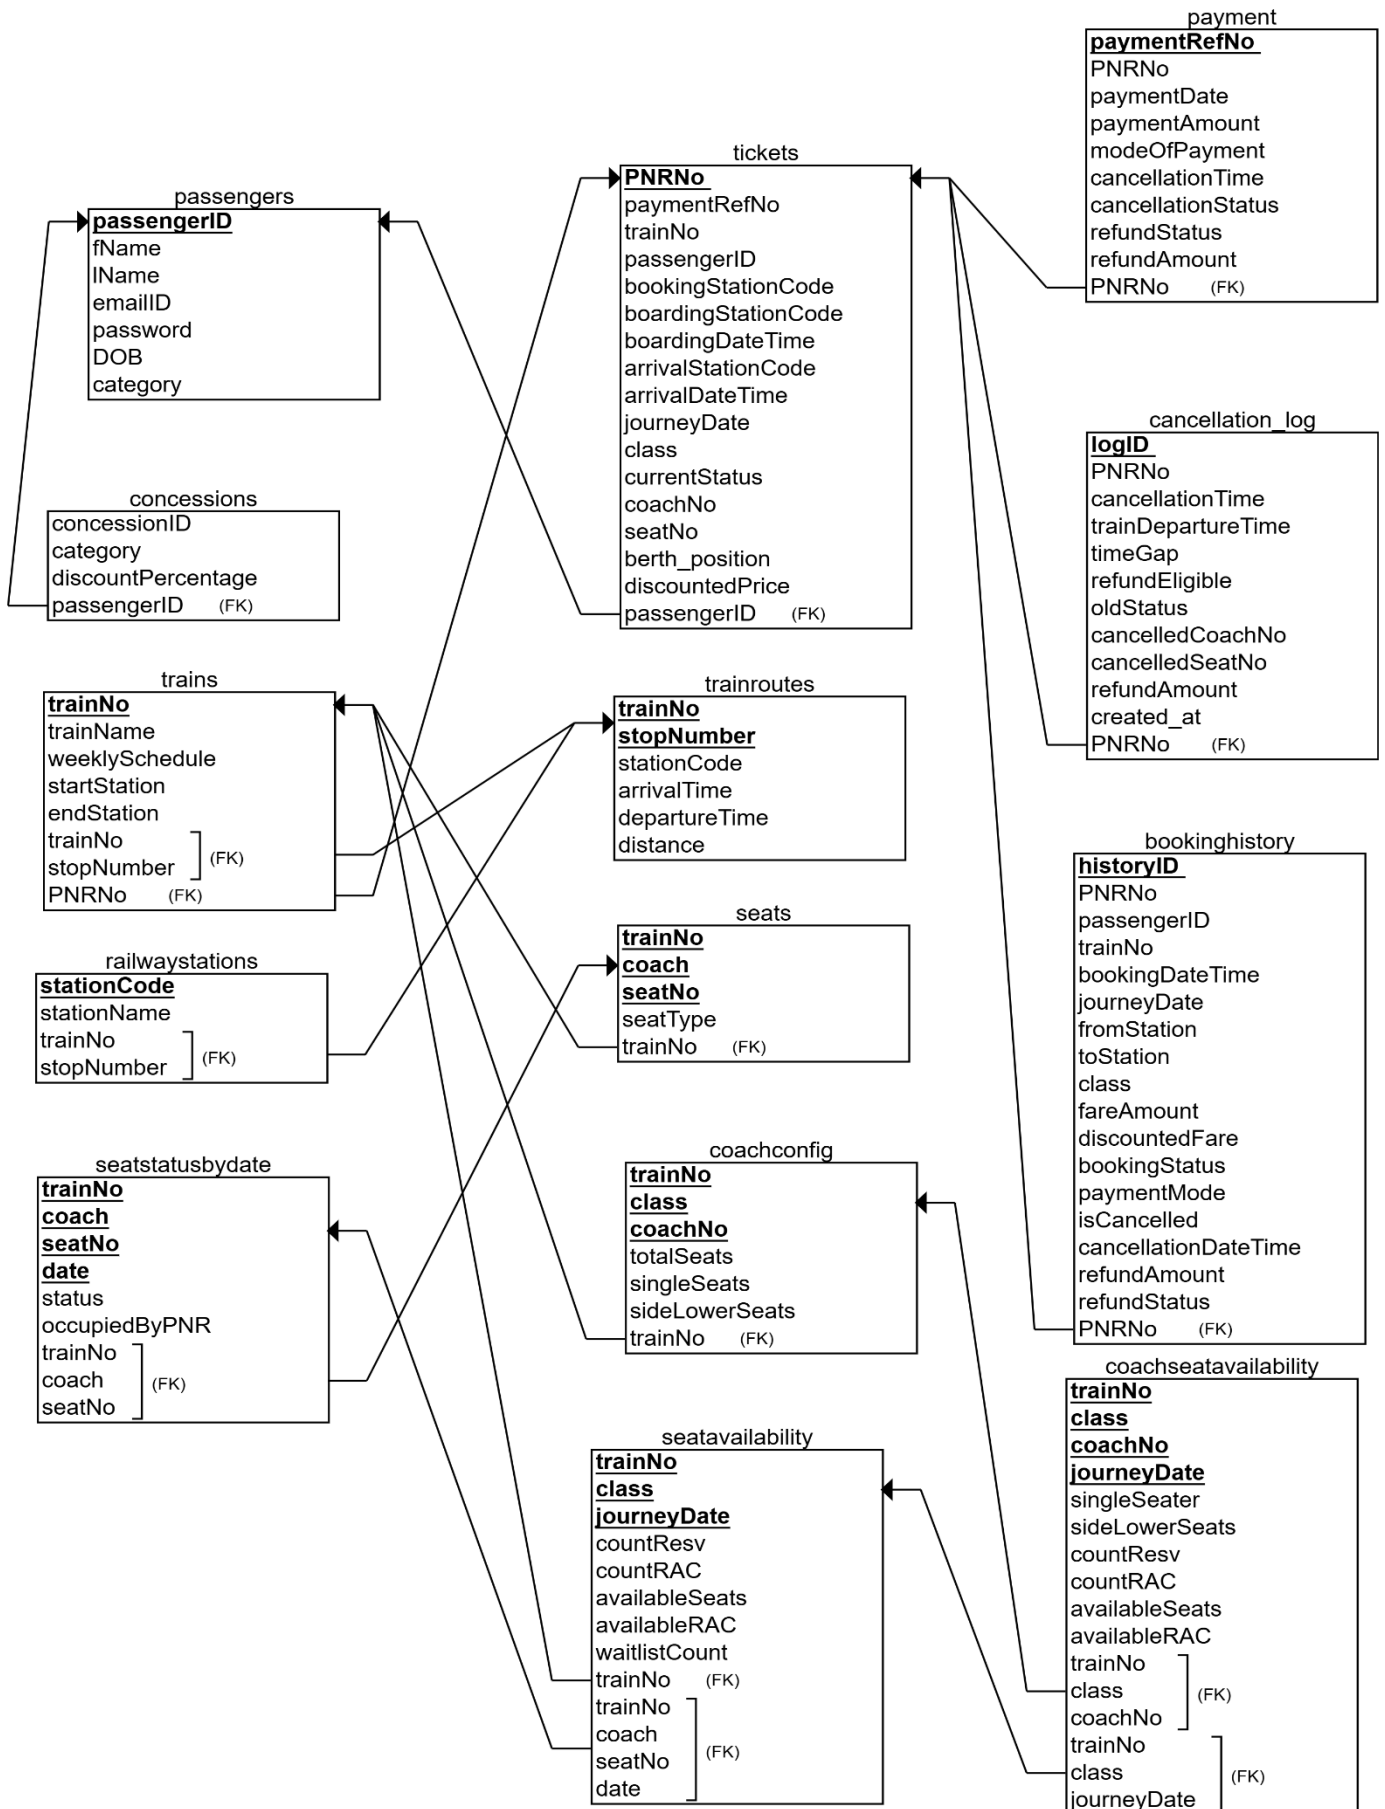 payment
paymentRefNo
PNRNo
paymentDate
paymentAmount
modeOfPayment
cancellationTime
cancellationStatus
refundStatus
refundAmount
PNRNo (FK)
tickets
PNRNo
paymentRefNo
trainNo
passengerID
bookingStationCode
boardingStationCode
boardingDateTime
arrivalStationCode
arrivalDateTime
journeyDate
class
currentStatus
coachNo
seatNo
berth_position
discountedPrice
passengerID (FK)
passengers
passengerID
fName
lName
emailID
password
DOB
category
concessions
concessionID
category
discountPercentage
passengerID (FK)
cancellation_log
logID
PNRNo
cancellationTime
trainDepartureTime
timeGap
refundEligible
oldStatus
cancelledCoachNo
cancelledSeatNo
refundAmount
created_at
PNRNo (FK)
trains
trainNo
trainName
weeklySchedule
startStation
endStation
trainNo
stopNumber
(FK)
PNRNo (FK)
trainroutes
trainNo
stopNumber
stationCode
arrivalTime
departureTime
distance
railwaystations
stationCode
stationName
trainNo
stopNumber
(FK)
seats
trainNo
coach
seatNo
seatType
trainNo (FK)
bookinghistory
historyID
PNRNo
passengerID
trainNo
bookingDateTime
journeyDate
fromStation
toStation
class
fareAmount
discountedFare
bookingStatus
paymentMode
isCancelled
cancellationDateTime
refundAmount
refundStatus
PNRNo (FK)
seatstatusbydate
trainNo
coach
seatNo
date
status
occupiedByPNR
trainNo
coach
seatNo
(FK)
coachconfig
trainNo
class
coachNo
totalSeats
singleSeats
sideLowerSeats
trainNo (FK)
seatavailability
trainNo
class
journeyDate
countResv
countRAC
availableSeats
availableRAC
waitlistCount
trainNo (FK)
trainNo
coach
seatNo
date
(FK)
coachseatavailability
trainNo
class
coachNo
journeyDate
singleSeater
sideLowerSeats
countResv
countRAC
availableSeats
availableRAC
trainNo
class
coachNo
(FK)
trainNo
class
journeyDate
(FK)